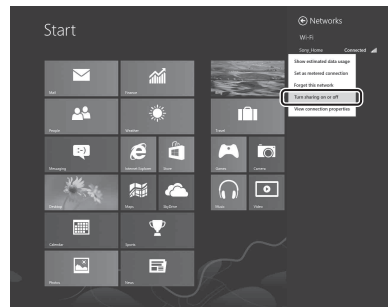 Start
Networks
Wi-Fi
Sony_Home Connected
Show estimated data usage
Set as metered connection
Forget this network
Turn sharing on or off
View connection properties
Mail
Finance
People
Weather
Travel
Messaging
Internet Explorer
Store
Games
Camera
Desktop
Maps
SkyDrive
Music
Video
Calendar
Sports
Photos
News